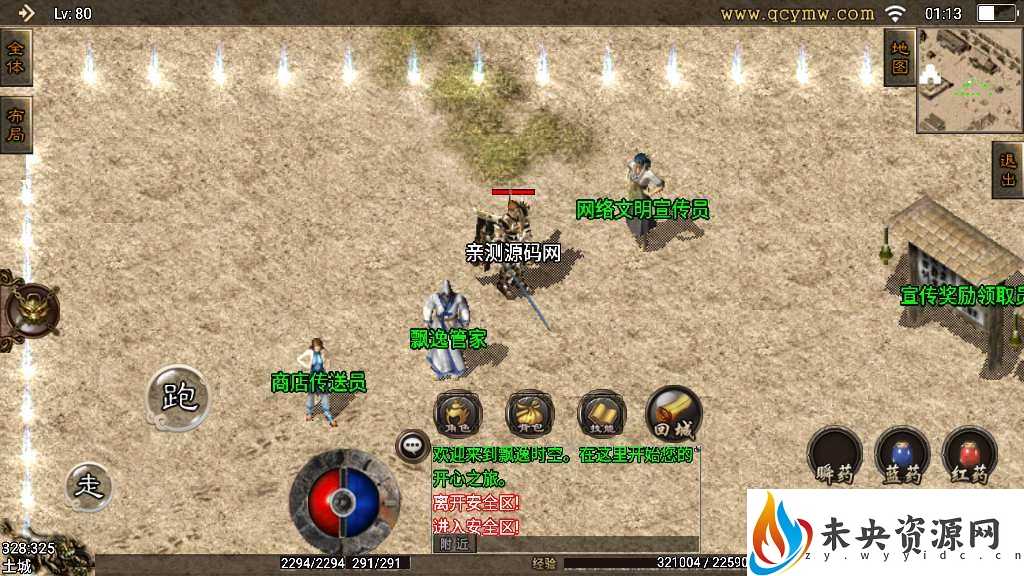 Lv: 80
www.qcymw.com
01:13
全体
地图
布局
退出
网络文明宣传员
亲测源码网
宣传奖励领取员
飘逸管家
商店传送员
跑
角色
背包
技能
回城
走
瞬药
蓝药
红药
欢迎来到飘逸时空。在这里开始您的
开心之旅。
离开安全区!
进入安全区!
附近
328:325
土城
2294/2294 291/291
经验
321004 / 22590
未央资源网
zy.wyyidc.cn